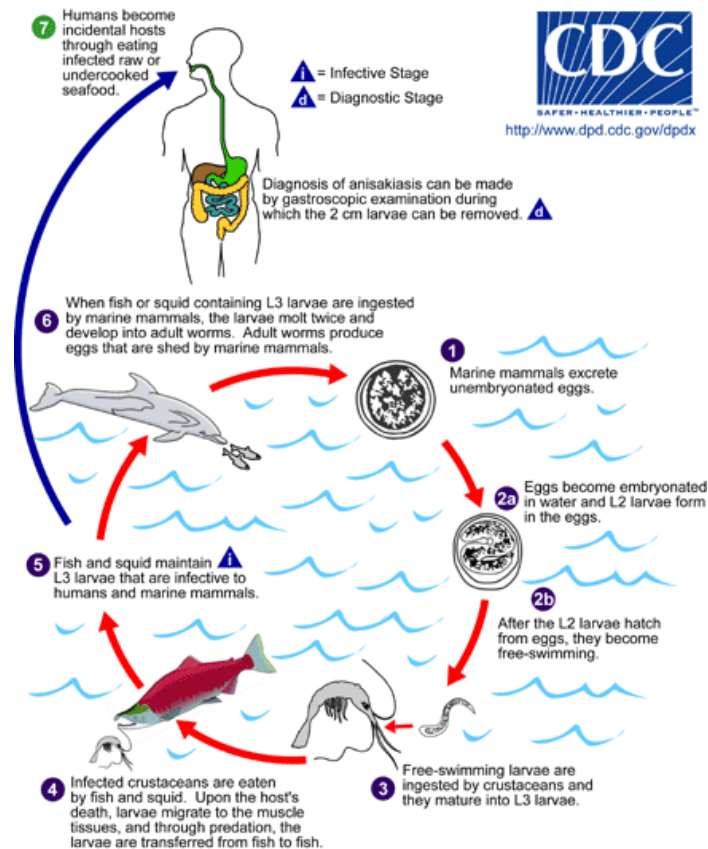 7 Humans become
incidental hosts
through eating
infected raw or
undercooked
seafood.
i = Infective Stage
d = Diagnostic Stage
CDC
SAFER•HEALTHIER•PEOPLE™
http://www.dpd.cdc.gov/dpdx
Diagnosis of anisakiasis can be made
by gastroscopic examination during
which the 2 cm larvae can be removed. d
6 When fish or squid containing L3 larvae are ingested
by marine mammals, the larvae molt twice and
develop into adult worms. Adult worms produce
eggs that are shed by marine mammals.
1
Marine mammals excrete
unembryonated eggs.
2a Eggs become embryonated
in water and L2 larvae form
in the eggs.
2b
After the L2 larvae hatch
from eggs, they become
free-swimming.
5 Fish and squid maintain i
L3 larvae that are infective to
humans and marine mammals.
4 Infected crustaceans are eaten
by fish and squid. Upon the host's
death, larvae migrate to the muscle
tissues, and through predation, the
larvae are transferred from fish to fish.
3 Free-swimming larvae are
ingested by crustaceans and
they mature into L3 larvae.